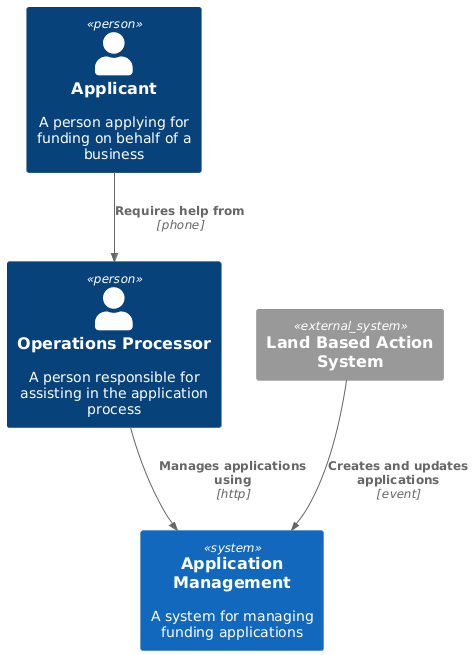 «person»
Applicant
A person applying for
funding on behalf of a
business
Requires help from
[phone]
«person»
Operations Processor
A person responsible for
assisting in the application
process
«external_system»
Land Based Action
System
Manages applications
using
[http]
Creates and updates
applications
[event]
«system»
Application
Management
A system for managing
funding applications